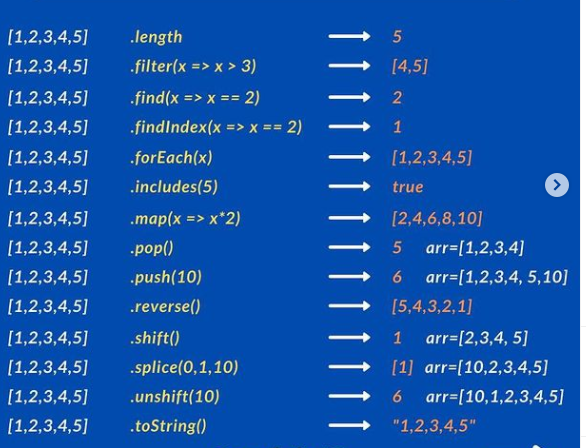 [1,2,3,4,5] .length 5
[1,2,3,4,5] .filter(x => x > 3) [4,5]
[1,2,3,4,5] .find(x => x == 2) 2
[1,2,3,4,5] .findIndex(x => x == 2) 1
[1,2,3,4,5] .forEach(x) [1,2,3,4,5]
[1,2,3,4,5] .includes(5) true
[1,2,3,4,5] .map(x => x*2) [2,4,6,8,10]
[1,2,3,4,5] .pop() 5 arr=[1,2,3,4]
[1,2,3,4,5] .push(10) 6 arr=[1,2,3,4, 5,10]
[1,2,3,4,5] .reverse() [5,4,3,2,1]
[1,2,3,4,5] .shift() 1 arr=[2,3,4, 5]
[1,2,3,4,5] .splice(0,1,10) [1] arr=[10,2,3,4,5]
[1,2,3,4,5] .unshift(10) 6 arr=[10,1,2,3,4,5]
[1,2,3,4,5] .toString() "1,2,3,4,5"